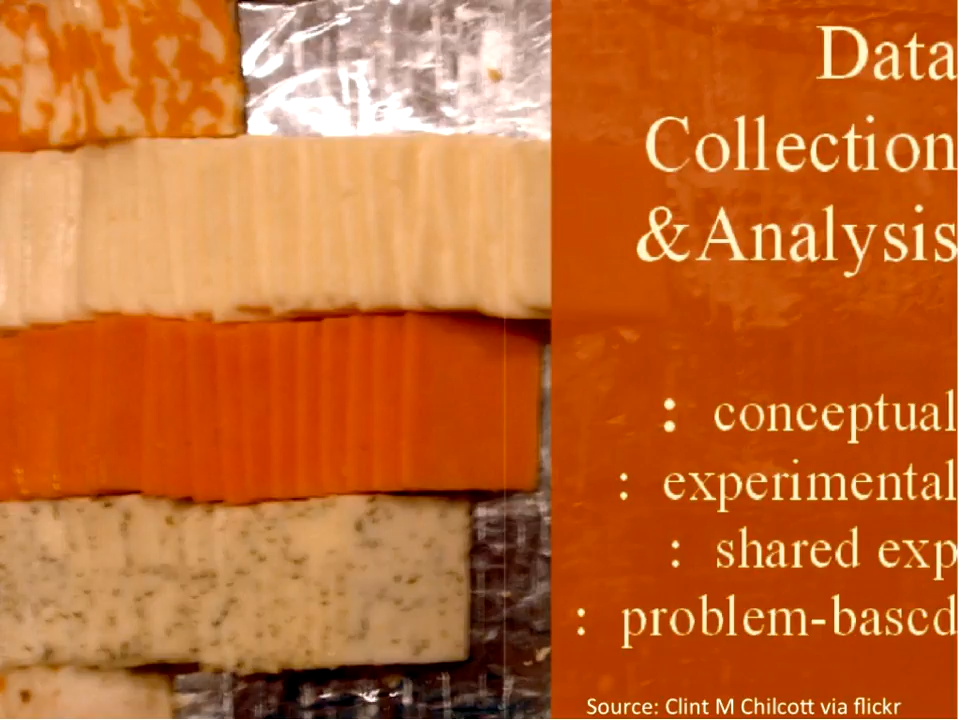 Data
Collection
&Analysis
: conceptual
: experimental
: shared exp
: problem-based
Source: Clint M Chilcott via flickr